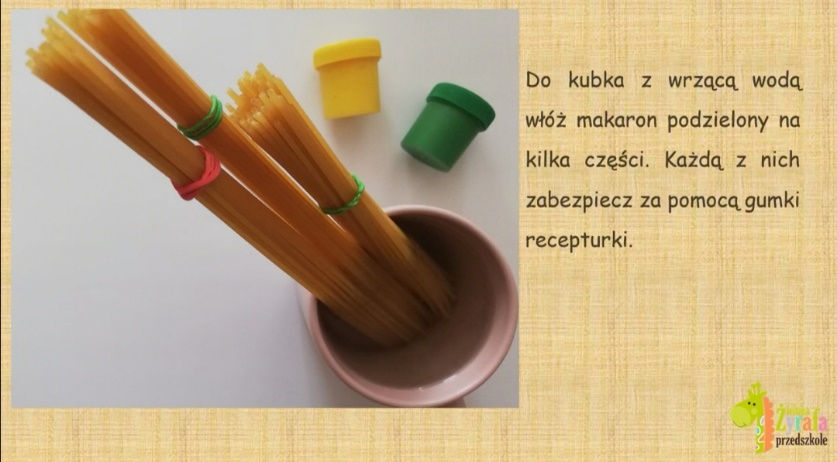 Do kubka z wrzącą wodą
włóż makaron podzielony na
kilka części. Każdą z nich
zabezpiecz za pomocą gumki
recepturki.
Żyrafa
przedszkole